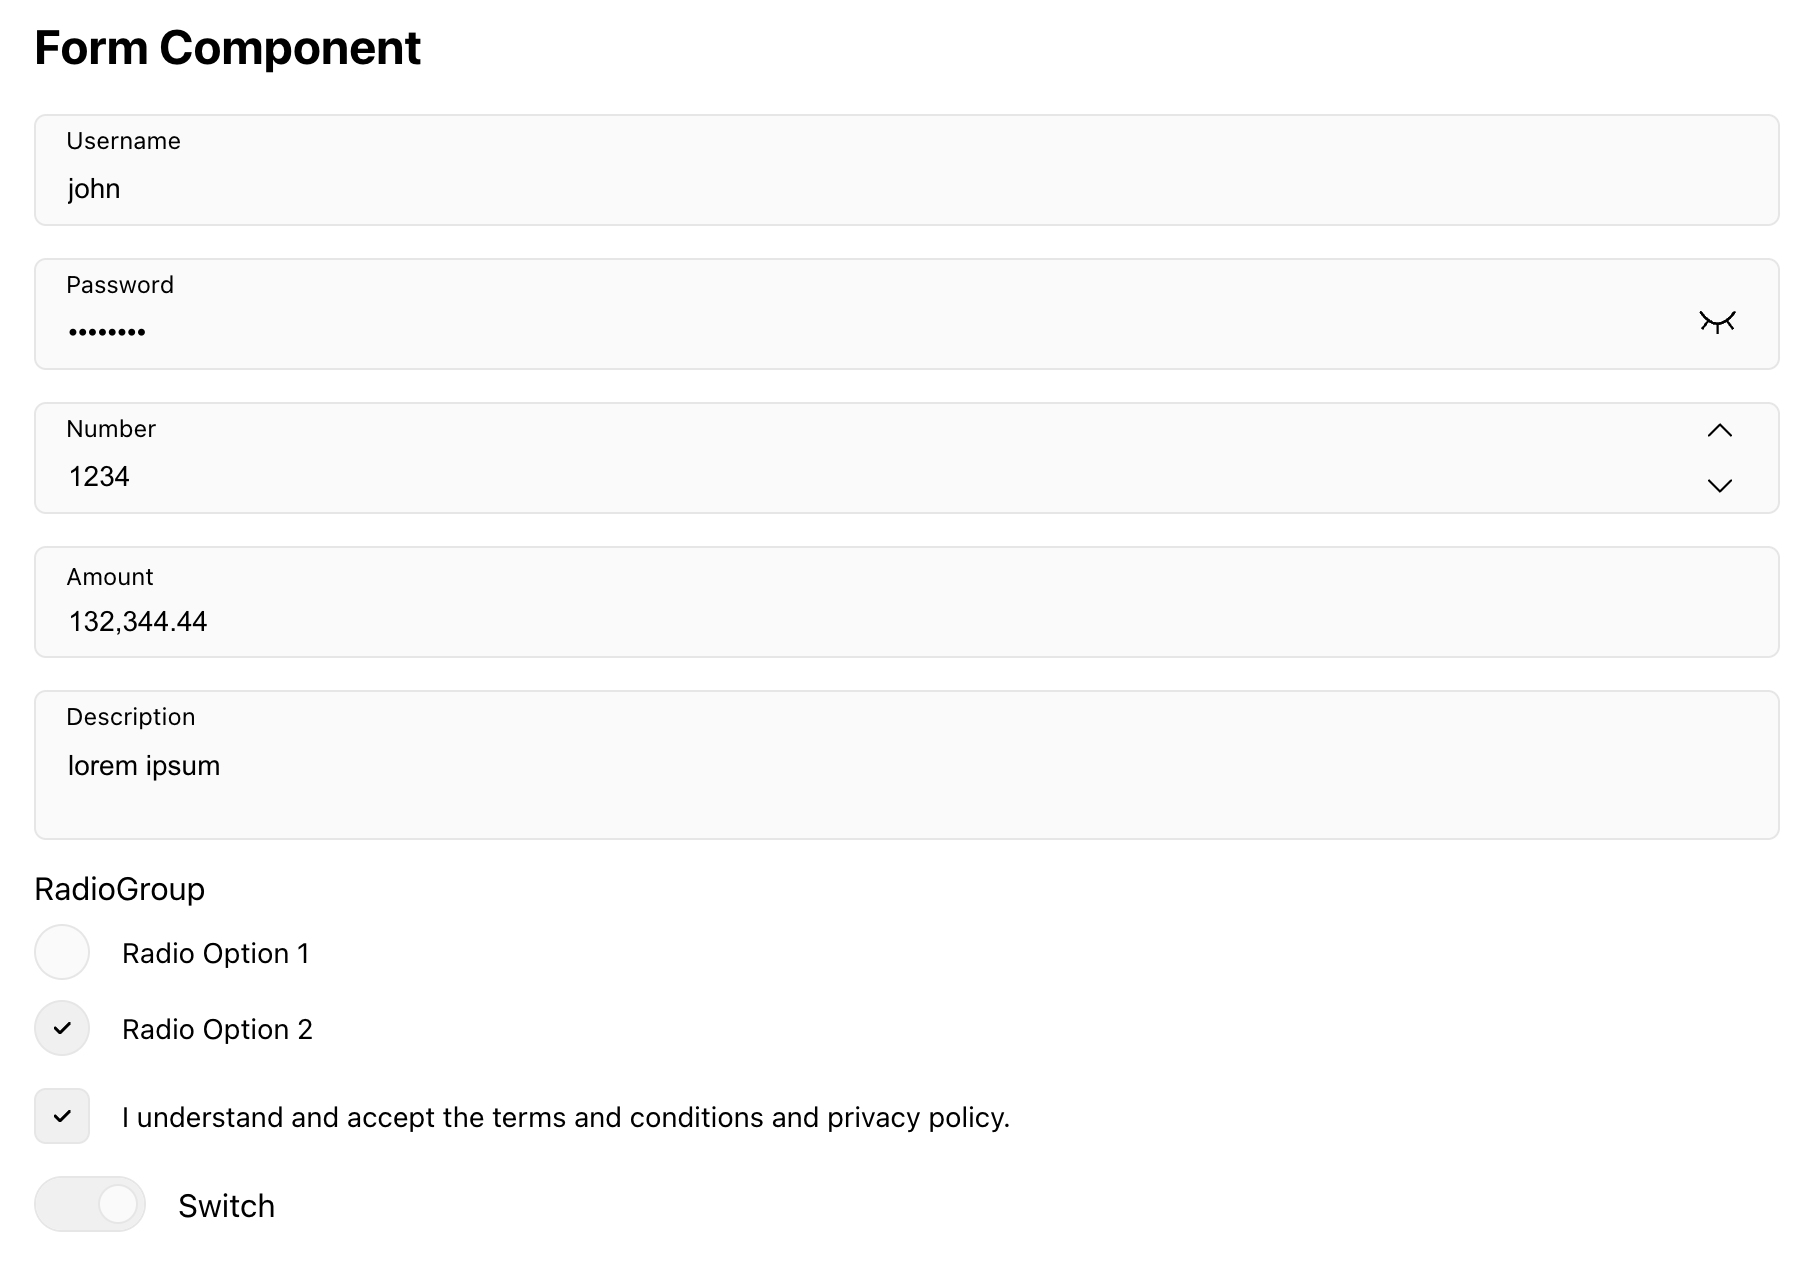 Form Component
Username
john
Password
••••••••
Number
1234
Amount
132,344.44
Description
lorem ipsum
RadioGroup
Radio Option 1
Radio Option 2
I understand and accept the terms and conditions and privacy policy.
Switch